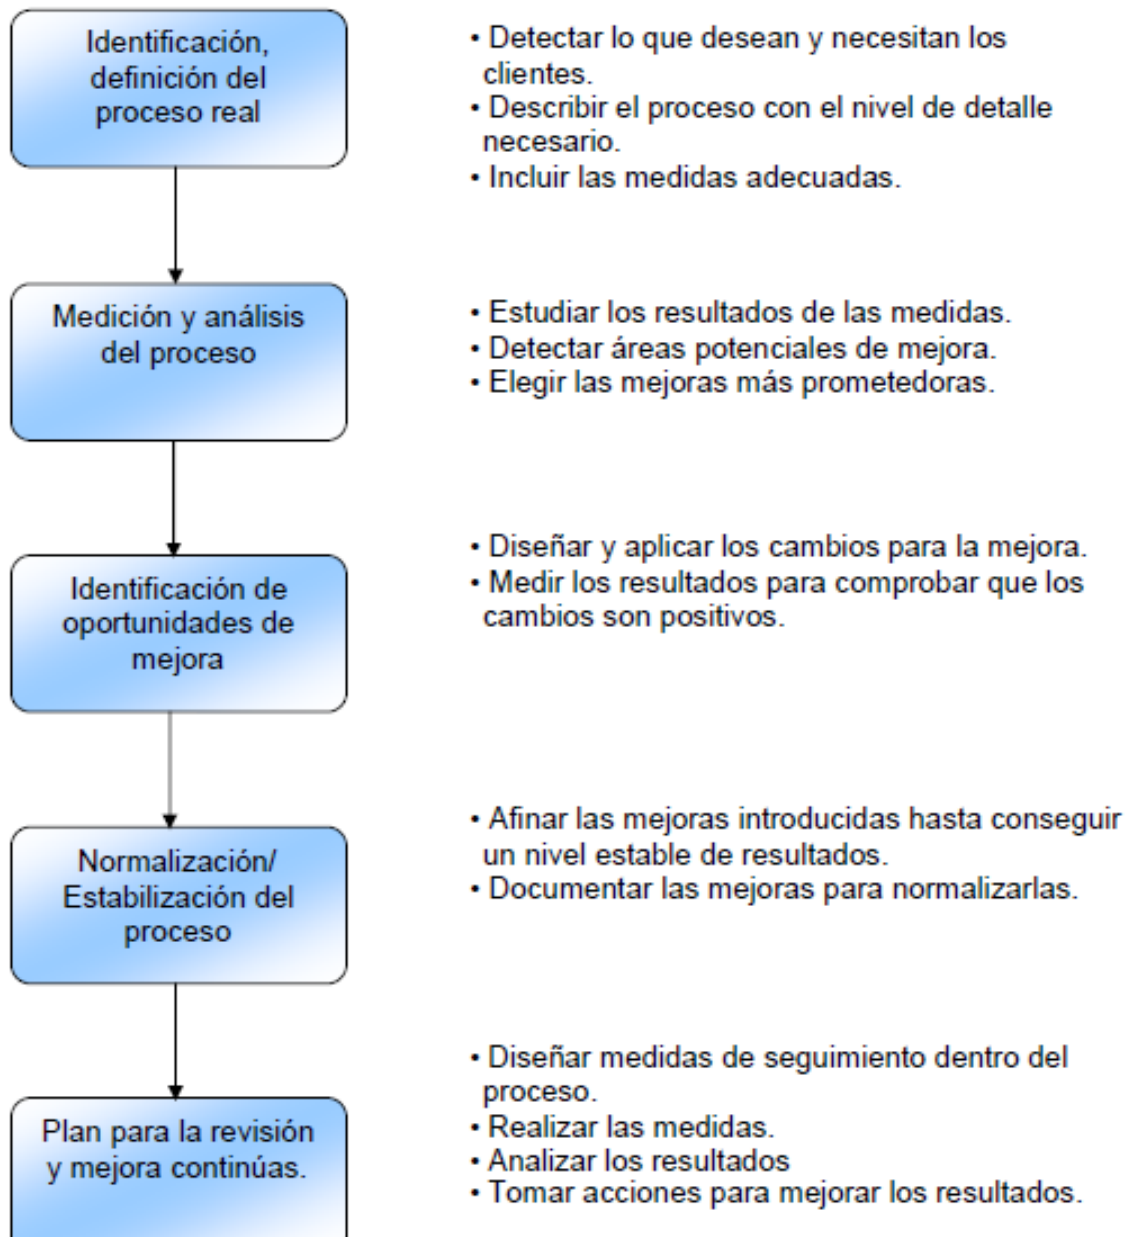 Identificación,
definición del
proceso real
• Detectar lo que desean y necesitan los
clientes.
• Describir el proceso con el nivel de detalle
necesario.
• Incluir las medidas adecuadas.
Medición y análisis
del proceso
• Estudiar los resultados de las medidas.
• Detectar áreas potenciales de mejora.
• Elegir las mejoras más prometedoras.
Identificación de
oportunidades de
mejora
• Diseñar y aplicar los cambios para la mejora.
• Medir los resultados para comprobar que los
cambios son positivos.
Normalización/
Estabilización del
proceso
• Afinar las mejoras introducidas hasta conseguir
un nivel estable de resultados.
• Documentar las mejoras para normalizarlas.
Plan para la revisión
y mejora continúas.
• Diseñar medidas de seguimiento dentro del
proceso.
• Realizar las medidas.
• Analizar los resultados
• Tomar acciones para mejorar los resultados.